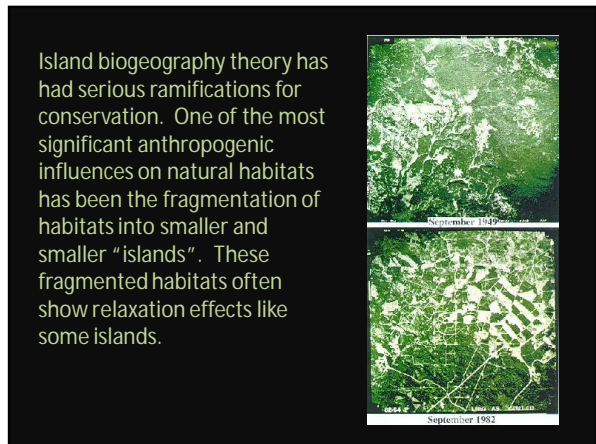 Island biogeography theory has
had serious ramifications for
conservation. One of the most
significant anthropogenic
influences on natural habitats
has been the fragmentation of
habitats into smaller and
smaller “islands”. These
fragmented habitats often
show relaxation effects like
some islands.
September 1949
September 1982